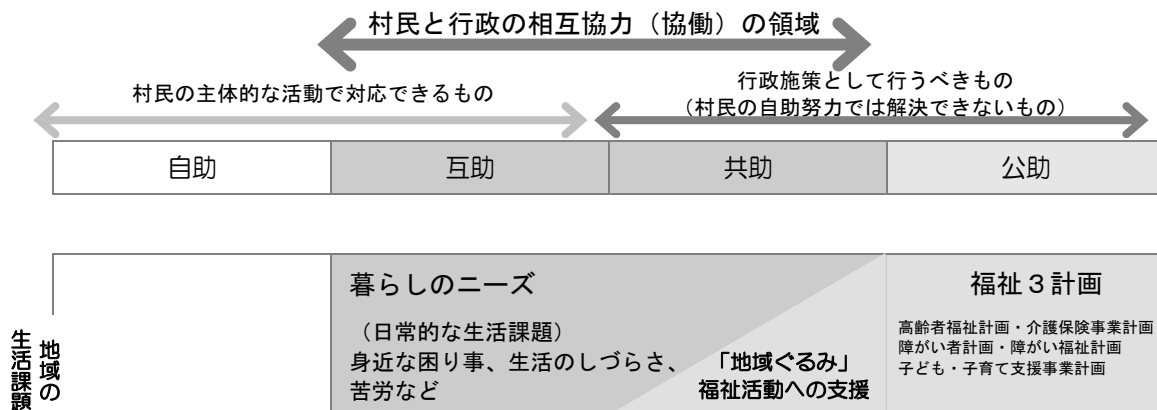 村民と行政の相互協力（協働）の領域
村民の主体的な活動で対応できるもの
行政施策として行うべきもの
（村民の自助努力では解決できないもの）
自助
互助
共助
公助
地域の
生活課題
暮らしのニーズ
（日常的な生活課題）
身近な困り事、生活のしづらさ、
苦労など
「地域ぐるみ」
福祉活動への支援
福祉３計画
高齢者福祉計画・介護保険事業計画
障がい者計画・障がい福祉計画
子ども・子育て支援事業計画